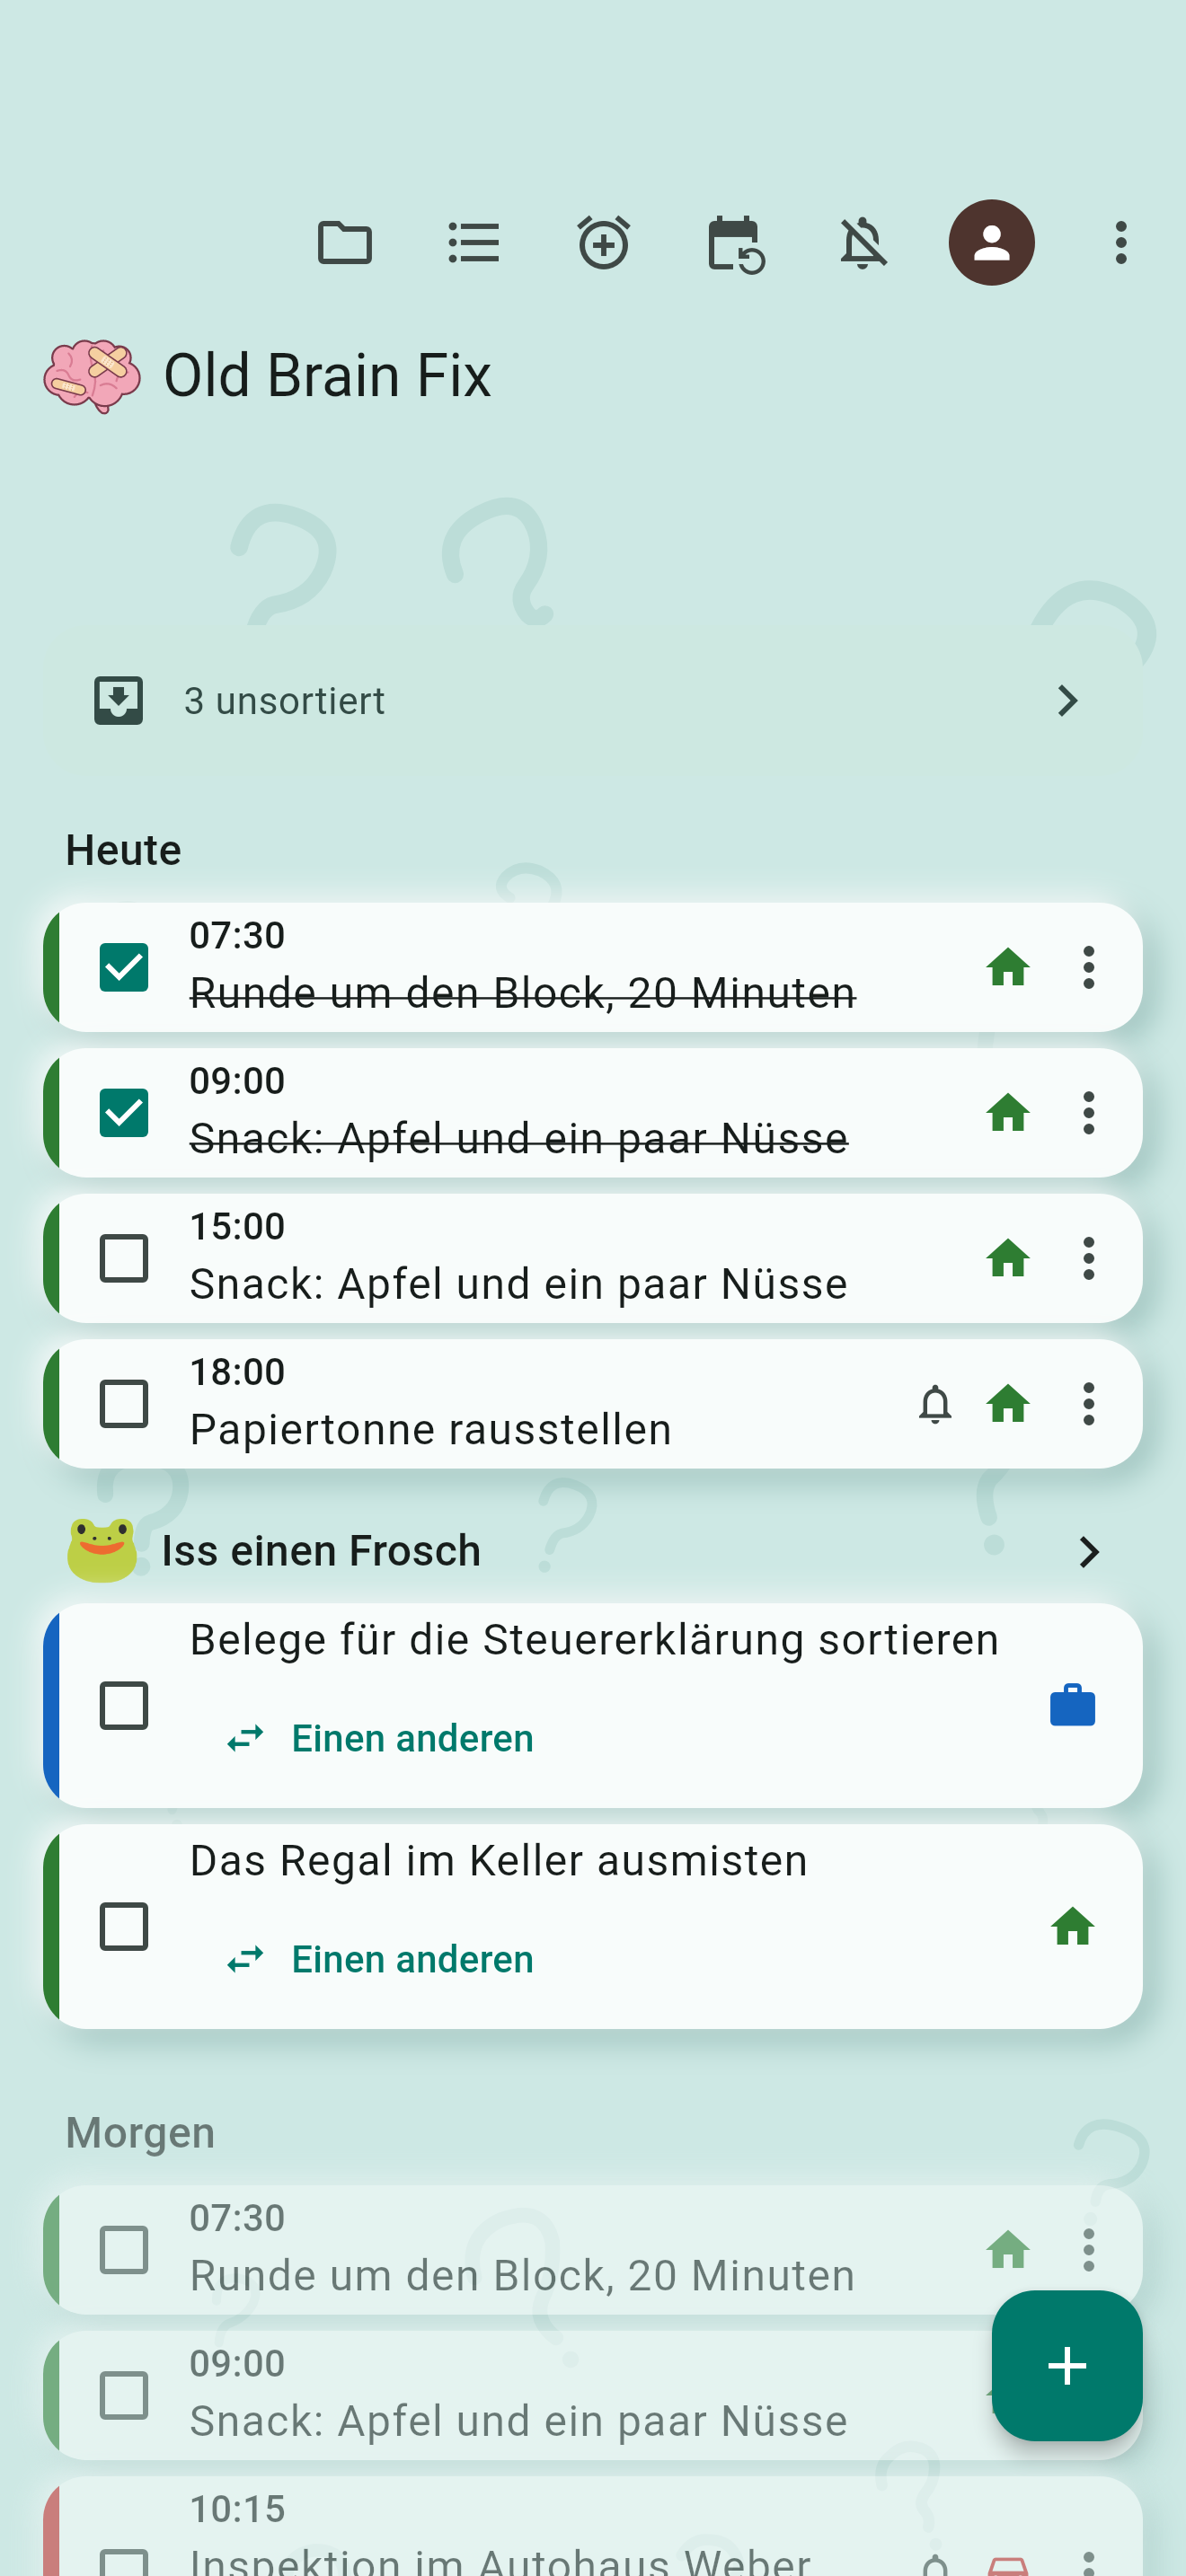 Old Brain Fix
3 unsortiert
Heute
07:30
Runde um den Block, 20 Minuten
09:00
Snack: Apfel und ein paar Nüsse
15:00
Snack: Apfel und ein paar Nüsse
18:00
Papiertonne rausstellen
Iss einen Frosch
Belege für die Steuererklärung sortieren
Einen anderen
Das Regal im Keller ausmisten
Einen anderen
Morgen
07:30
Runde um den Block, 20 Minuten
09:00
Snack: Apfel und ein paar Nüsse
10:15
Inspektion im Autohaus Weber